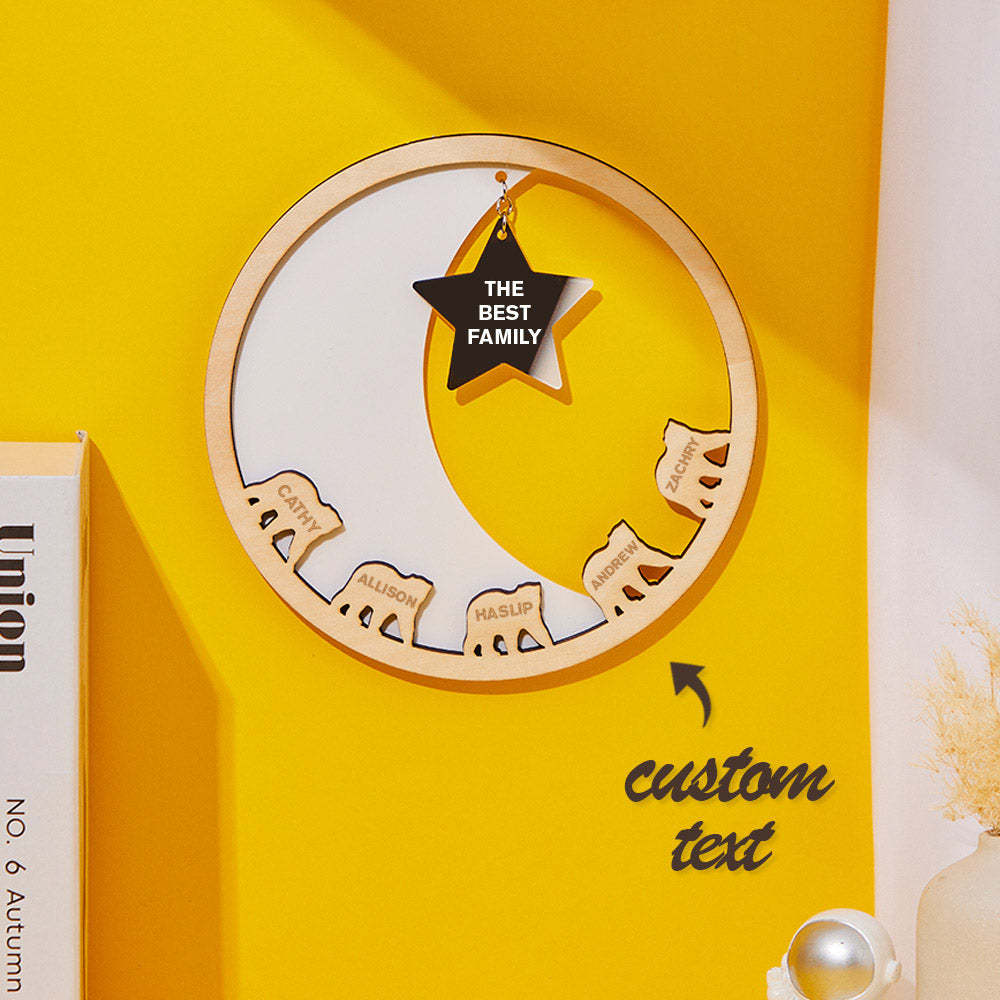 THE
BEST
FAMILY
CATHY
ALLISON
HASLIP
ANDREW
ZACHRY
custom
text
Union
NO. 6 Autumn